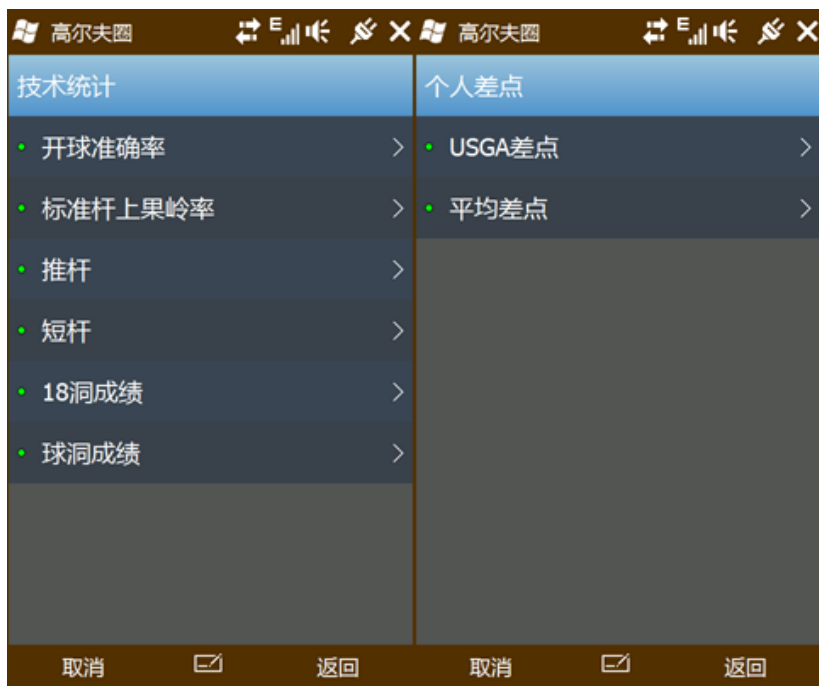 高尔夫圈
E
技术统计
开球准确率
标准杆上果岭率
推杆
短杆
18洞成绩
球洞成绩
取消
返回
高尔夫圈
E
个人差点
USGA差点
平均差点
取消
返回